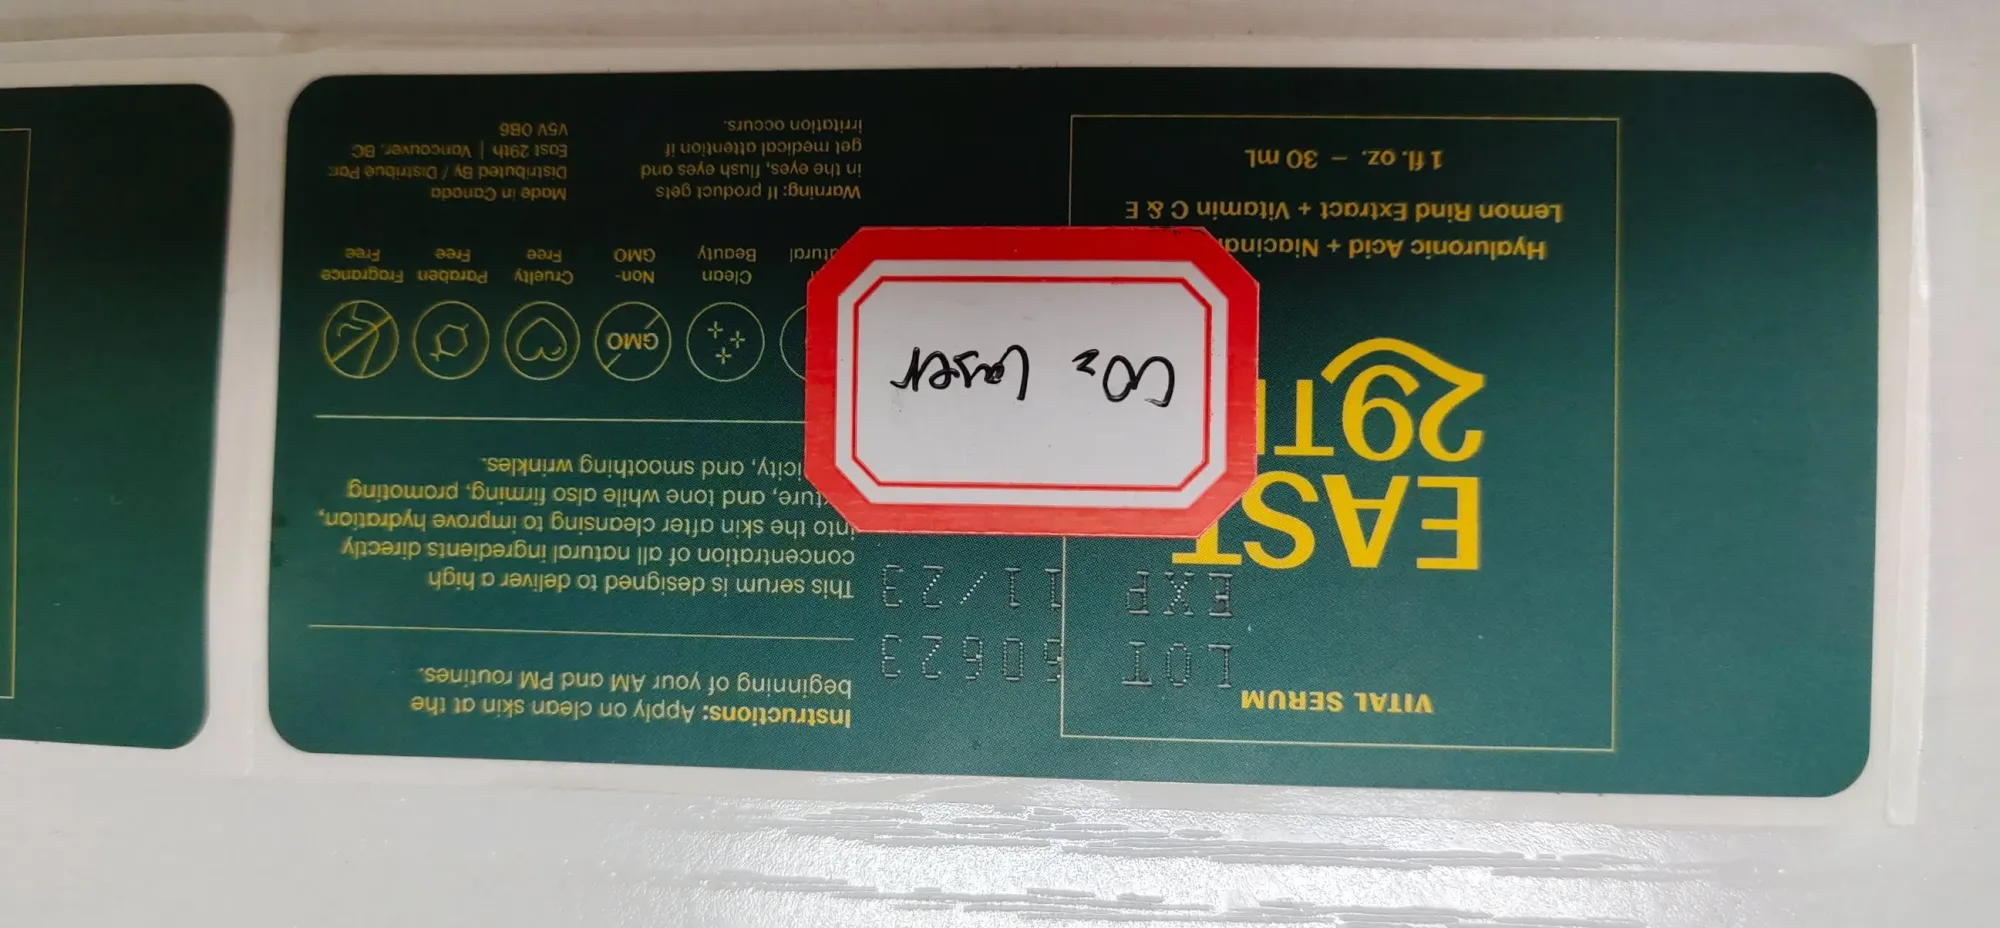 VITAL SERUM
LOT
EXP 11/23
EAST
29TH
Hyaluronic Acid +
Lemon Rind Extract + Vitamin C & E
1 fl. oz. – 30 mL
CO₂ Laser
Instructions: Apply on clean skin at the
beginning of your AM and PM routines.
This serum is designed to deliver a high
concentration of all natural ingredients directly
into the skin after cleansing to improve hydration,
and tone while also firming, promoting
and smoothing wrinkles.
GMO
Clean
Beauty
Non-
GMO
Cruelty
Free
Paraben
Free
Fragrance
Free
Warning: If product gets
in the eyes, flush eyes and
get medical attention if
irritation occurs.
Made in Canada
Distributed By / Distribue Par:
East 29th | Vancouver, BC
V5V 0B6